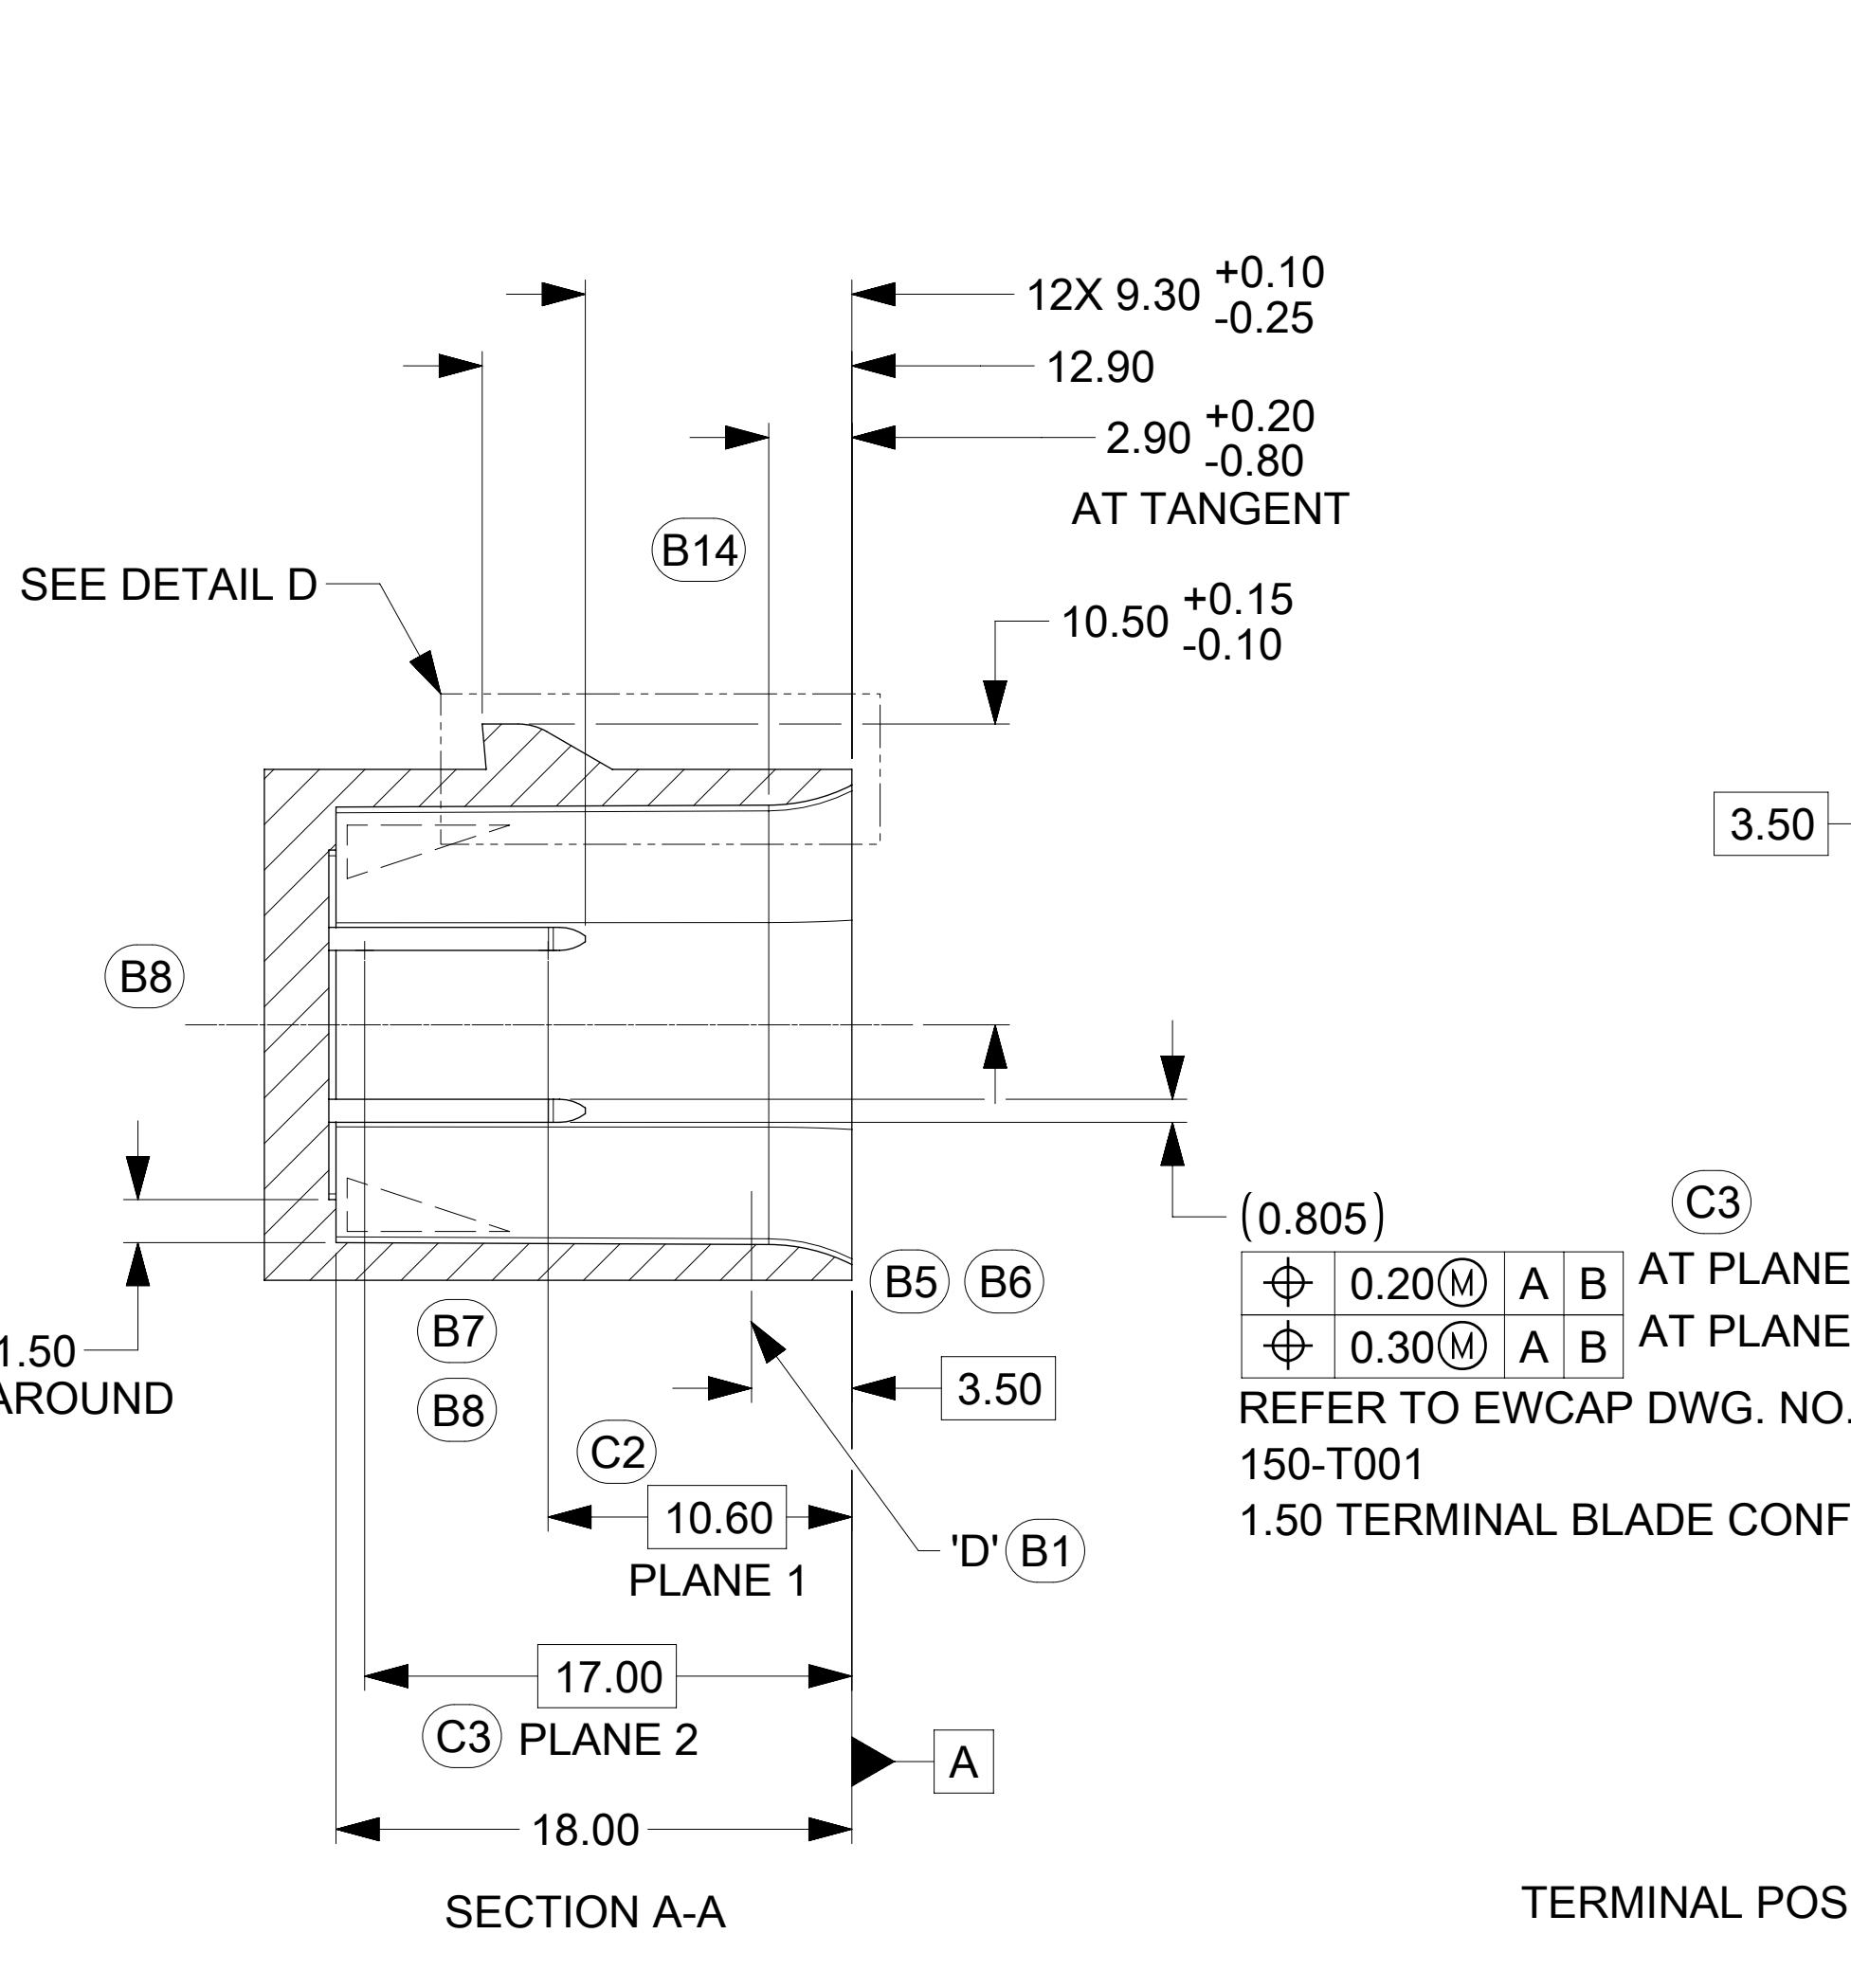 12X 9.30 +0.10
-0.25
12.90
2.90 +0.20
-0.80
AT TANGENT
B14
SEE DETAIL D
10.50 +0.15
-0.10
3.50
B8
(0.805)
C3
0.20 Ⓜ A B AT PLANE
0.30 Ⓜ A B AT PLANE
REFER TO EWCAP DWG. NO.
150-T001
1.50 TERMINAL BLADE CONF
B5 B6
B7
B8
1.50
AROUND
3.50
C2
10.60
PLANE 1
'D' B1
17.00
C3 PLANE 2
A
18.00
SECTION A-A
TERMINAL POS